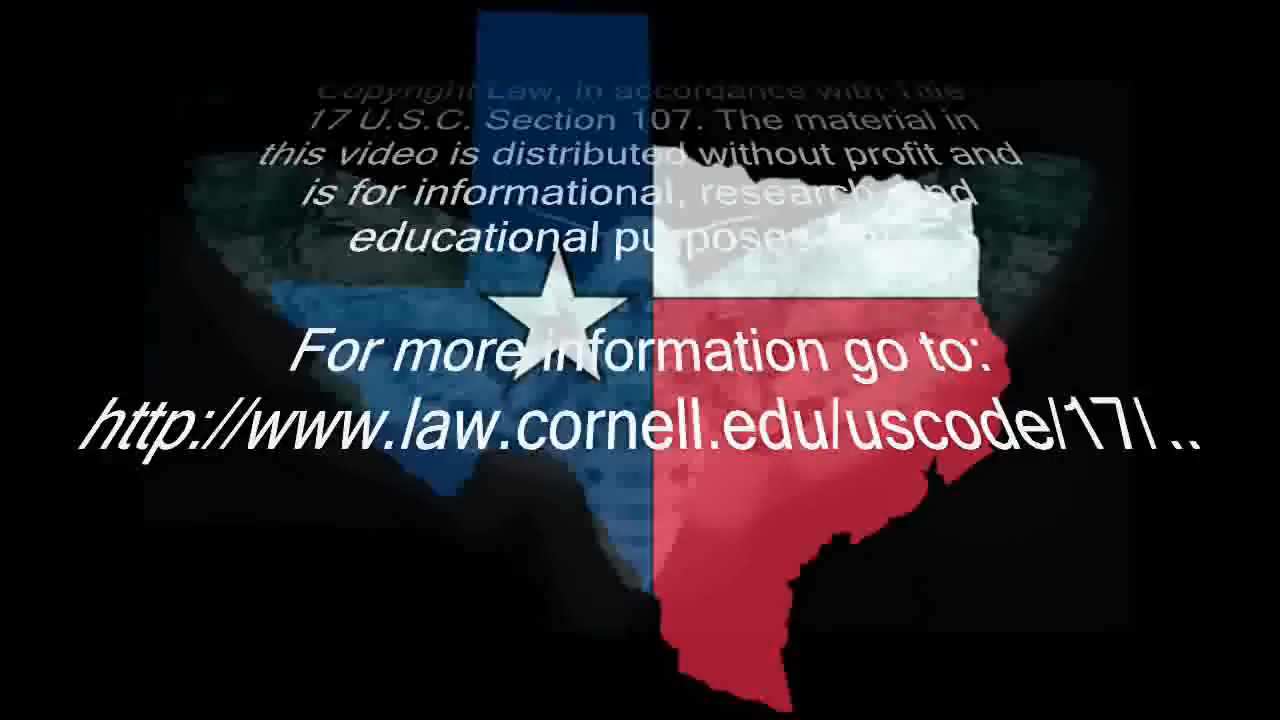 Copyright Law, in accordance with Title
17 U.S.C. Section 107. The material in
this video is distributed without profit and
is for informational, research and
educational purposes
For more information go to:
http://www.law.cornell.edu/uscode/17/..